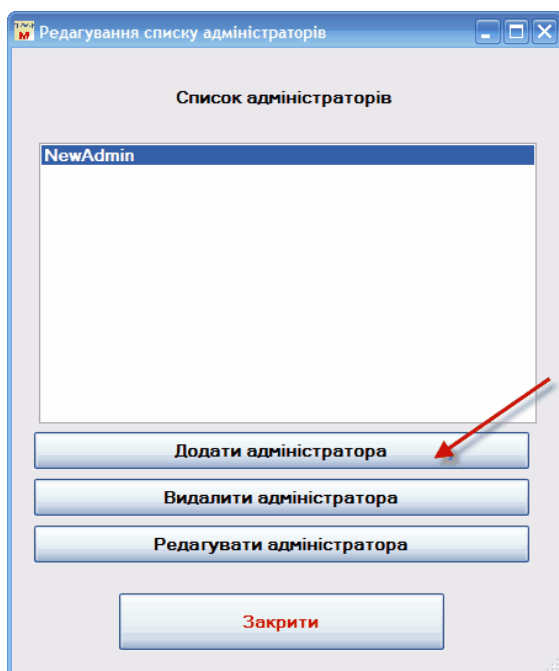 Редагування списку адміністраторів
Список адміністраторів
NewAdmin
Додати адміністратора
Видалити адміністратора
Редагувати адміністратора
Закрити